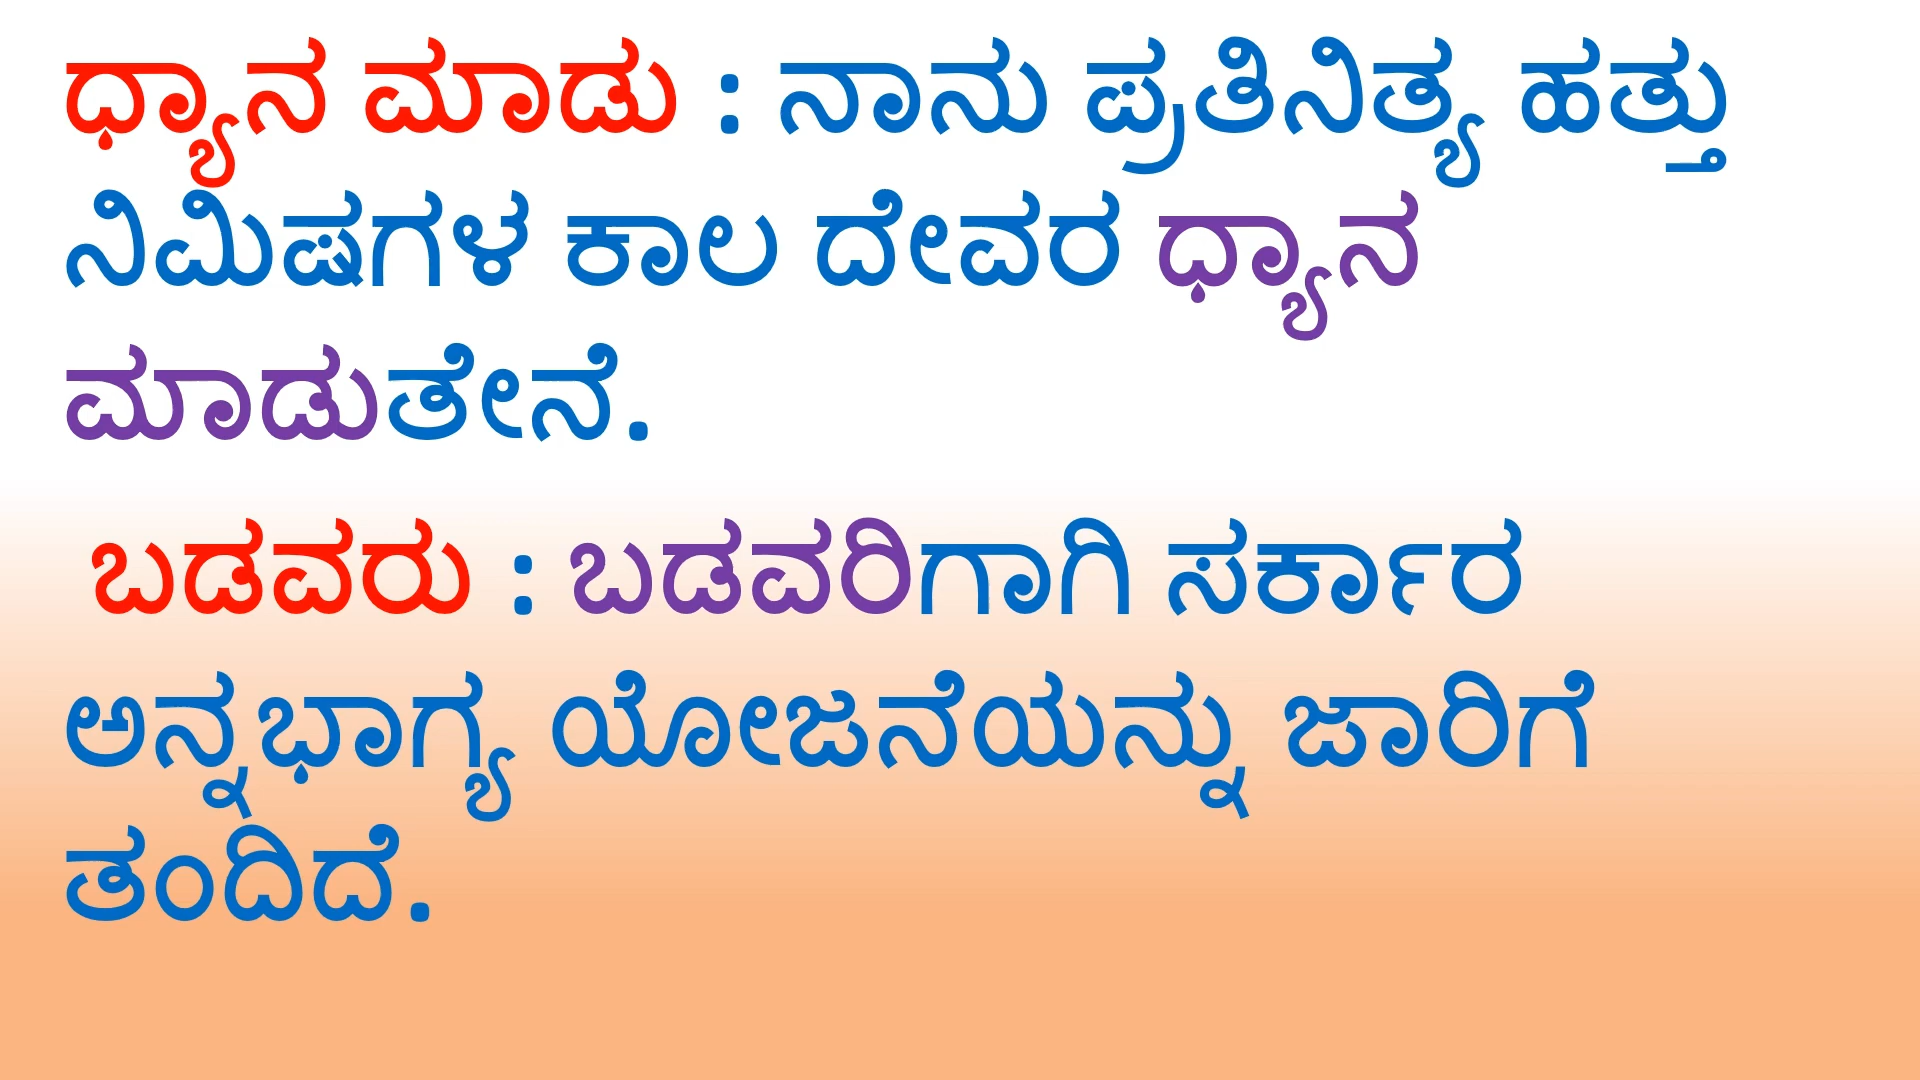 ಧ್ಯಾನ ಮಾಡು : ನಾನು ಪ್ರತಿನಿತ್ಯ ಹತ್ತು
ನಿಮಿಷಗಳ ಕಾಲ ದೇವರ ಧ್ಯಾನ
ಮಾಡುತೇನೆ.
ಬಡವರು : ಬಡವರಿಗಾಗಿ ಸರ್ಕಾರ
ಅನ್ನಭಾಗ್ಯ ಯೋಜನೆಯನ್ನು ಜಾರಿಗೆ
ತಂದಿದೆ.